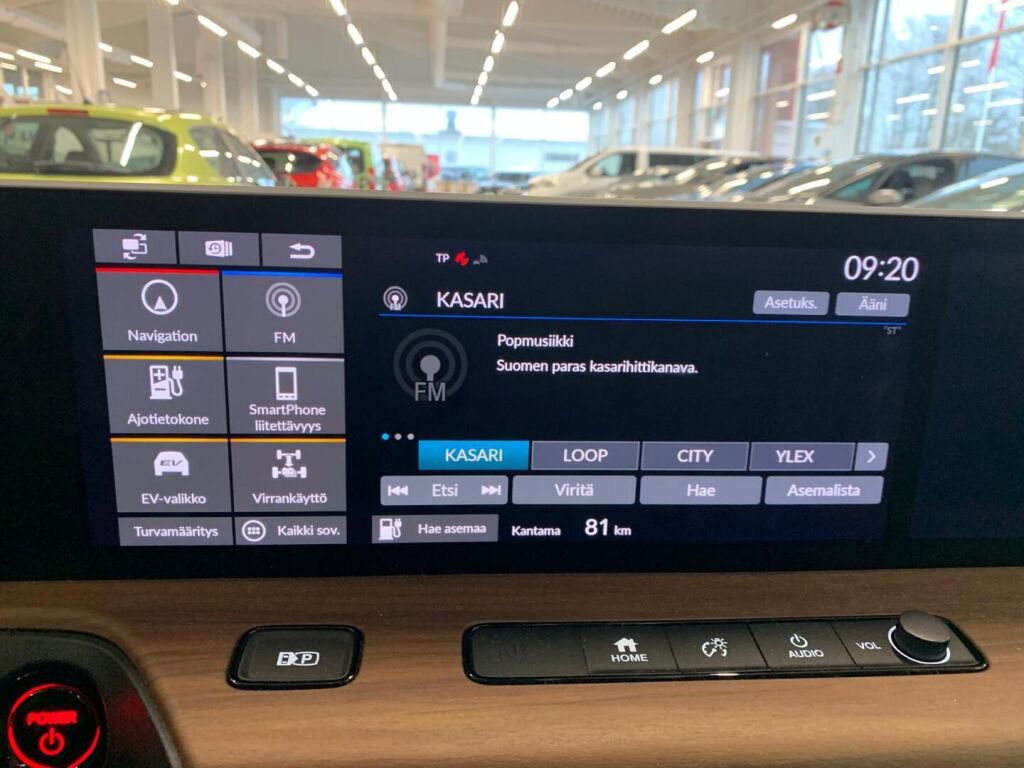 TP
09:20
KASARI
Asetuks.
Ääni
"ST"
Navigation
FM
Popmusiikki
Suomen paras kasarihittikanava.
FM
Ajotietokone
SmartPhone
liitettävyys
KASARI
LOOP
CITY
YLEX
EV
EV-valikko
Virrankäyttö
Etsi
Viritä
Hae
Asemalista
Turvamääritys
Kaikki sov.
Hae asemaa
Kantama
81 km
P
HOME
AUDIO
VOL
POWER